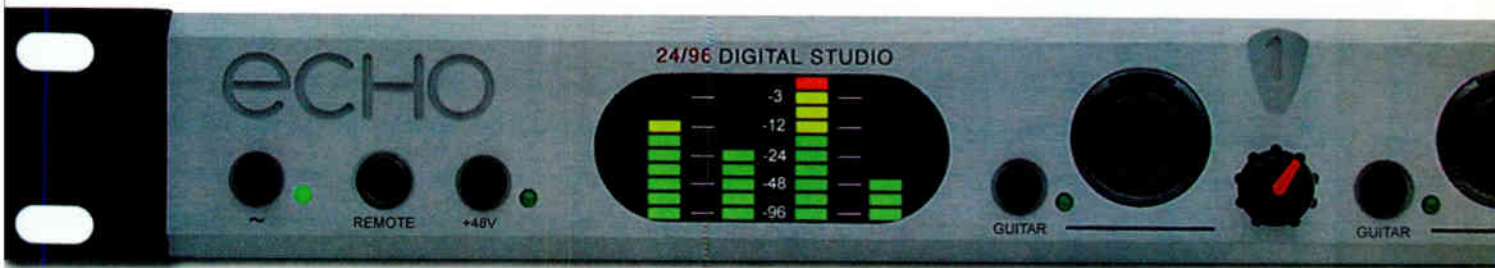 eCHO
24/96 DIGITAL STUDIO
-3
-12
-24
-48
-96
~
REMOTE
+48V
GUITAR
1
GUITAR